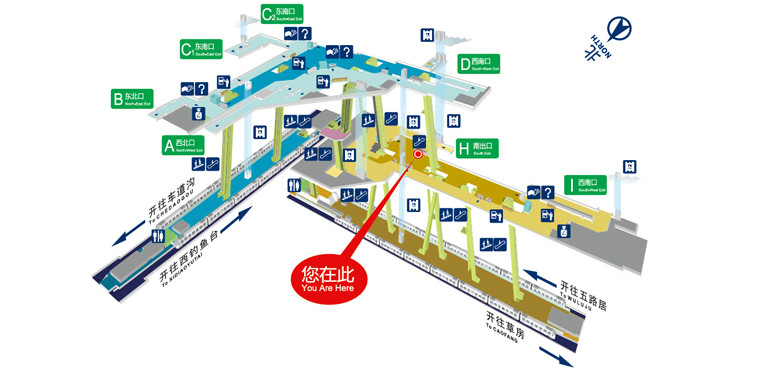 C2 东南口
SouthEast Exit
C1 东南口
SouthEast Exit
北
NORTH
D 西南口
SouthWest Exit
B 东北口
NorthEast Exit
A 西北口
NorthWest Exit
H 南出口
South Exit
I 西南口
SouthWest Exit
开往车道沟
To CHEDAOGOU
开往西钓鱼台
To XIDIAOYUTAI
您在此
You Are Here
开往五路居
To WULUJU
开往草房
To CAOFANG